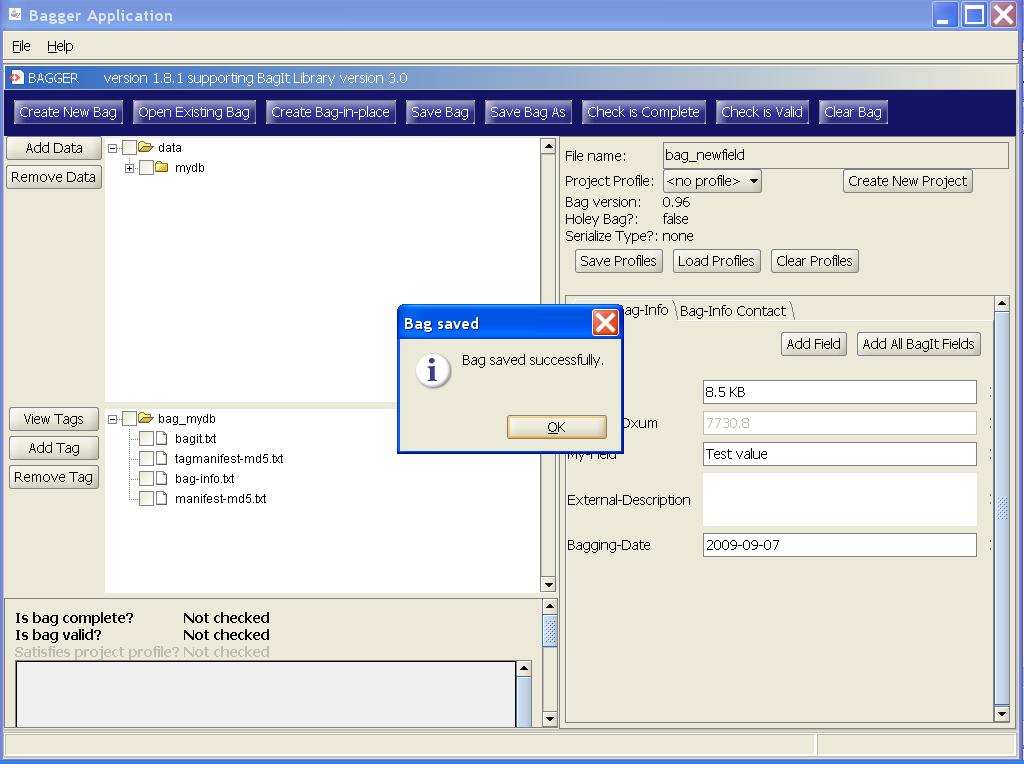 Bagger Application
File Help
BAGGER version 1.8.1 supporting BagIt Library version 3.0
Create New Bag Open Existing Bag Create Bag-in-place Save Bag Save Bag As Check is Complete Check is Valid Clear Bag
Add Data
Remove Data
data
mydb
File name: bag_newfield
Project Profile: <no profile> Create New Project
Bag version: 0.96
Holey Bag?: false
Serialize Type?: none
Save Profiles Load Profiles Clear Profiles
ag-Info Bag-Info Contact
Add Field Add All BagIt Fields
Bag saved
Bag saved successfully.
OK
8.5 KB
Oxum 7730.8
My-Field Test value
External-Description
Bagging-Date 2009-09-07
View Tags
Add Tag
Remove Tag
bag_mydb
bagit.txt
tagmanifest-md5.txt
bag-info.txt
manifest-md5.txt
Is bag complete? Not checked
Is bag valid? Not checked
Satisfies project profile? Not checked